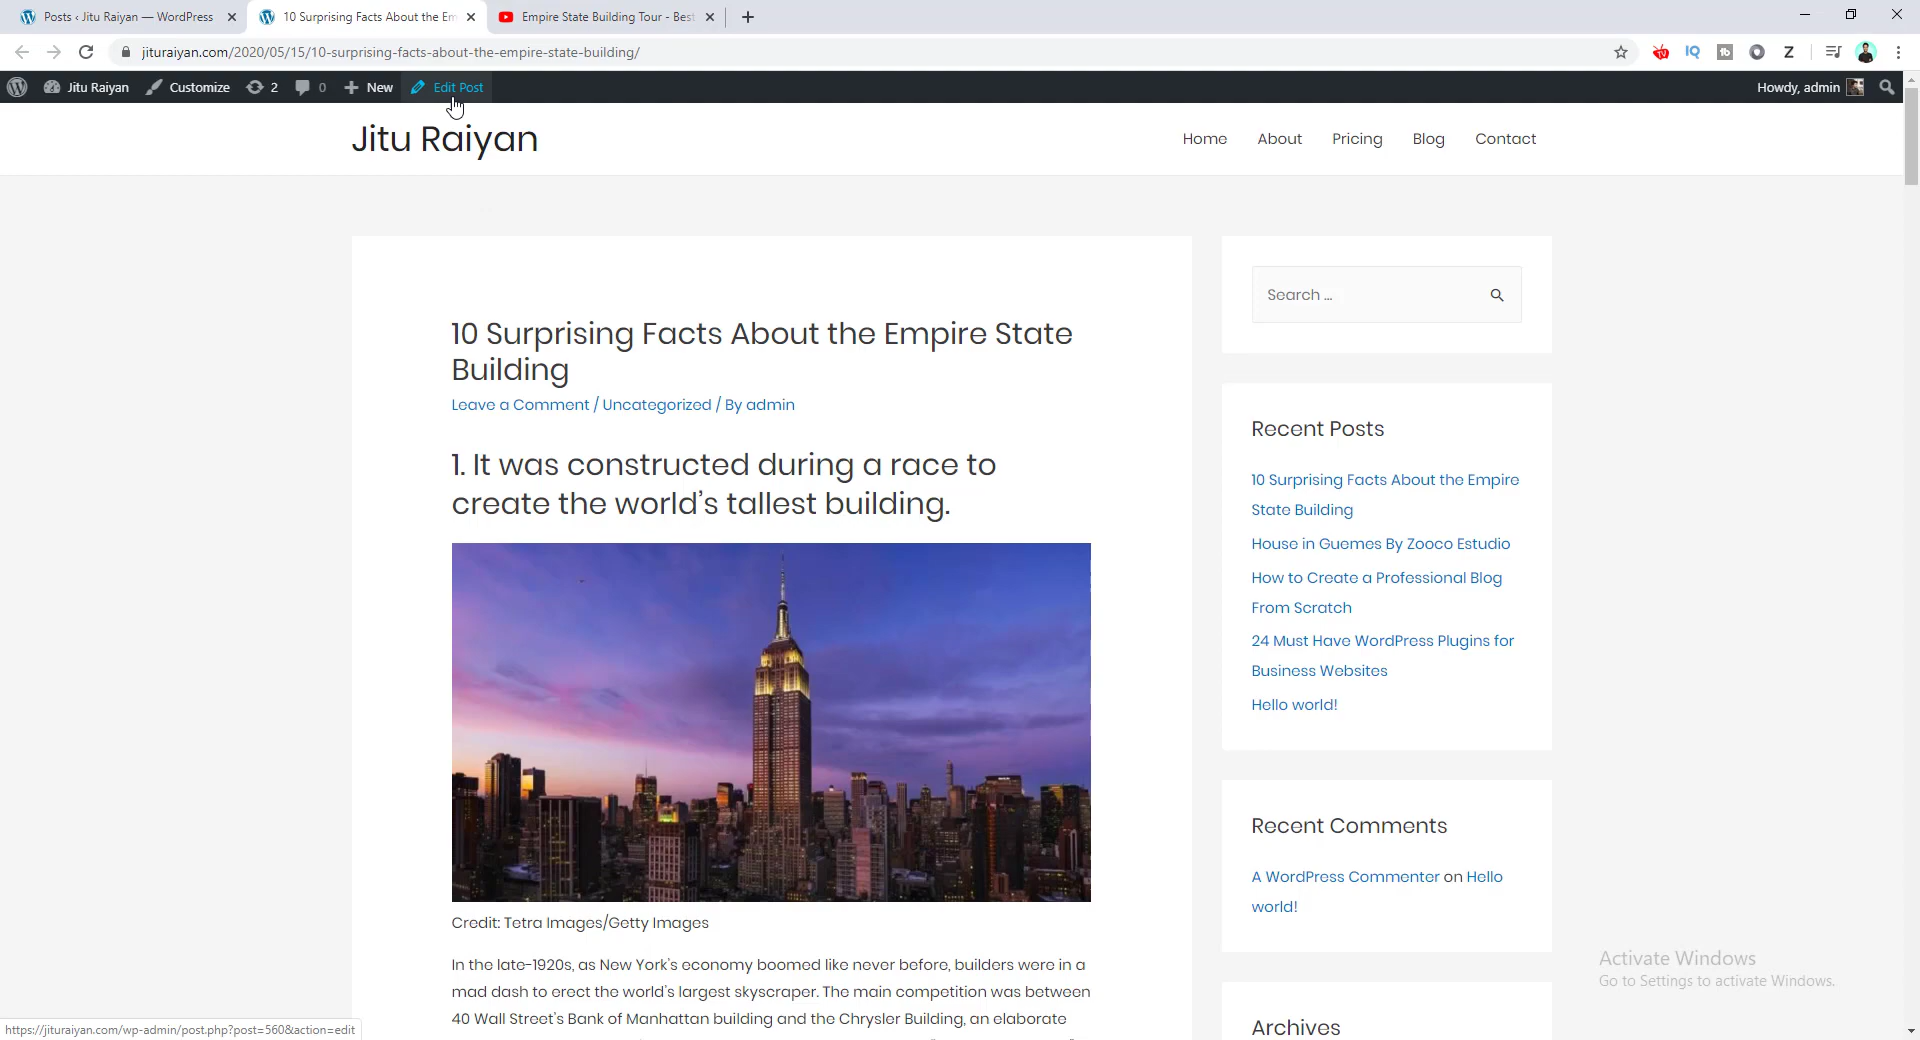 Posts ‹ Jitu Raiyan — WordPress
10 Surprising Facts About the Em
Empire State Building Tour - Best
jituraiyan.com/2020/05/15/10-surprising-facts-about-the-empire-state-building/
Jitu Raiyan
Customize
2
0
New
Edit Post
Howdy, admin
Jitu Raiyan
Home
About
Pricing
Blog
Contact
10 Surprising Facts About the Empire State
Building
Leave a Comment / Uncategorized / By admin
1. It was constructed during a race to
create the world’s tallest building.
Credit: Tetra Images/Getty Images
In the late-1920s, as New York’s economy boomed like never before, builders were in a
mad dash to erect the world’s largest skyscraper. The main competition was between
40 Wall Street’s Bank of Manhattan building and the Chrysler Building, an elaborate
Search ...
Recent Posts
10 Surprising Facts About the Empire
State Building
House in Guemes By Zooco Estudio
How to Create a Professional Blog
From Scratch
24 Must Have WordPress Plugins for
Business Websites
Hello world!
Recent Comments
A WordPress Commenter on Hello
world!
Archives
Activate Windows
Go to Settings to activate Windows.
https://jituraiyan.com/wp-admin/post.php?post=560&action=edit